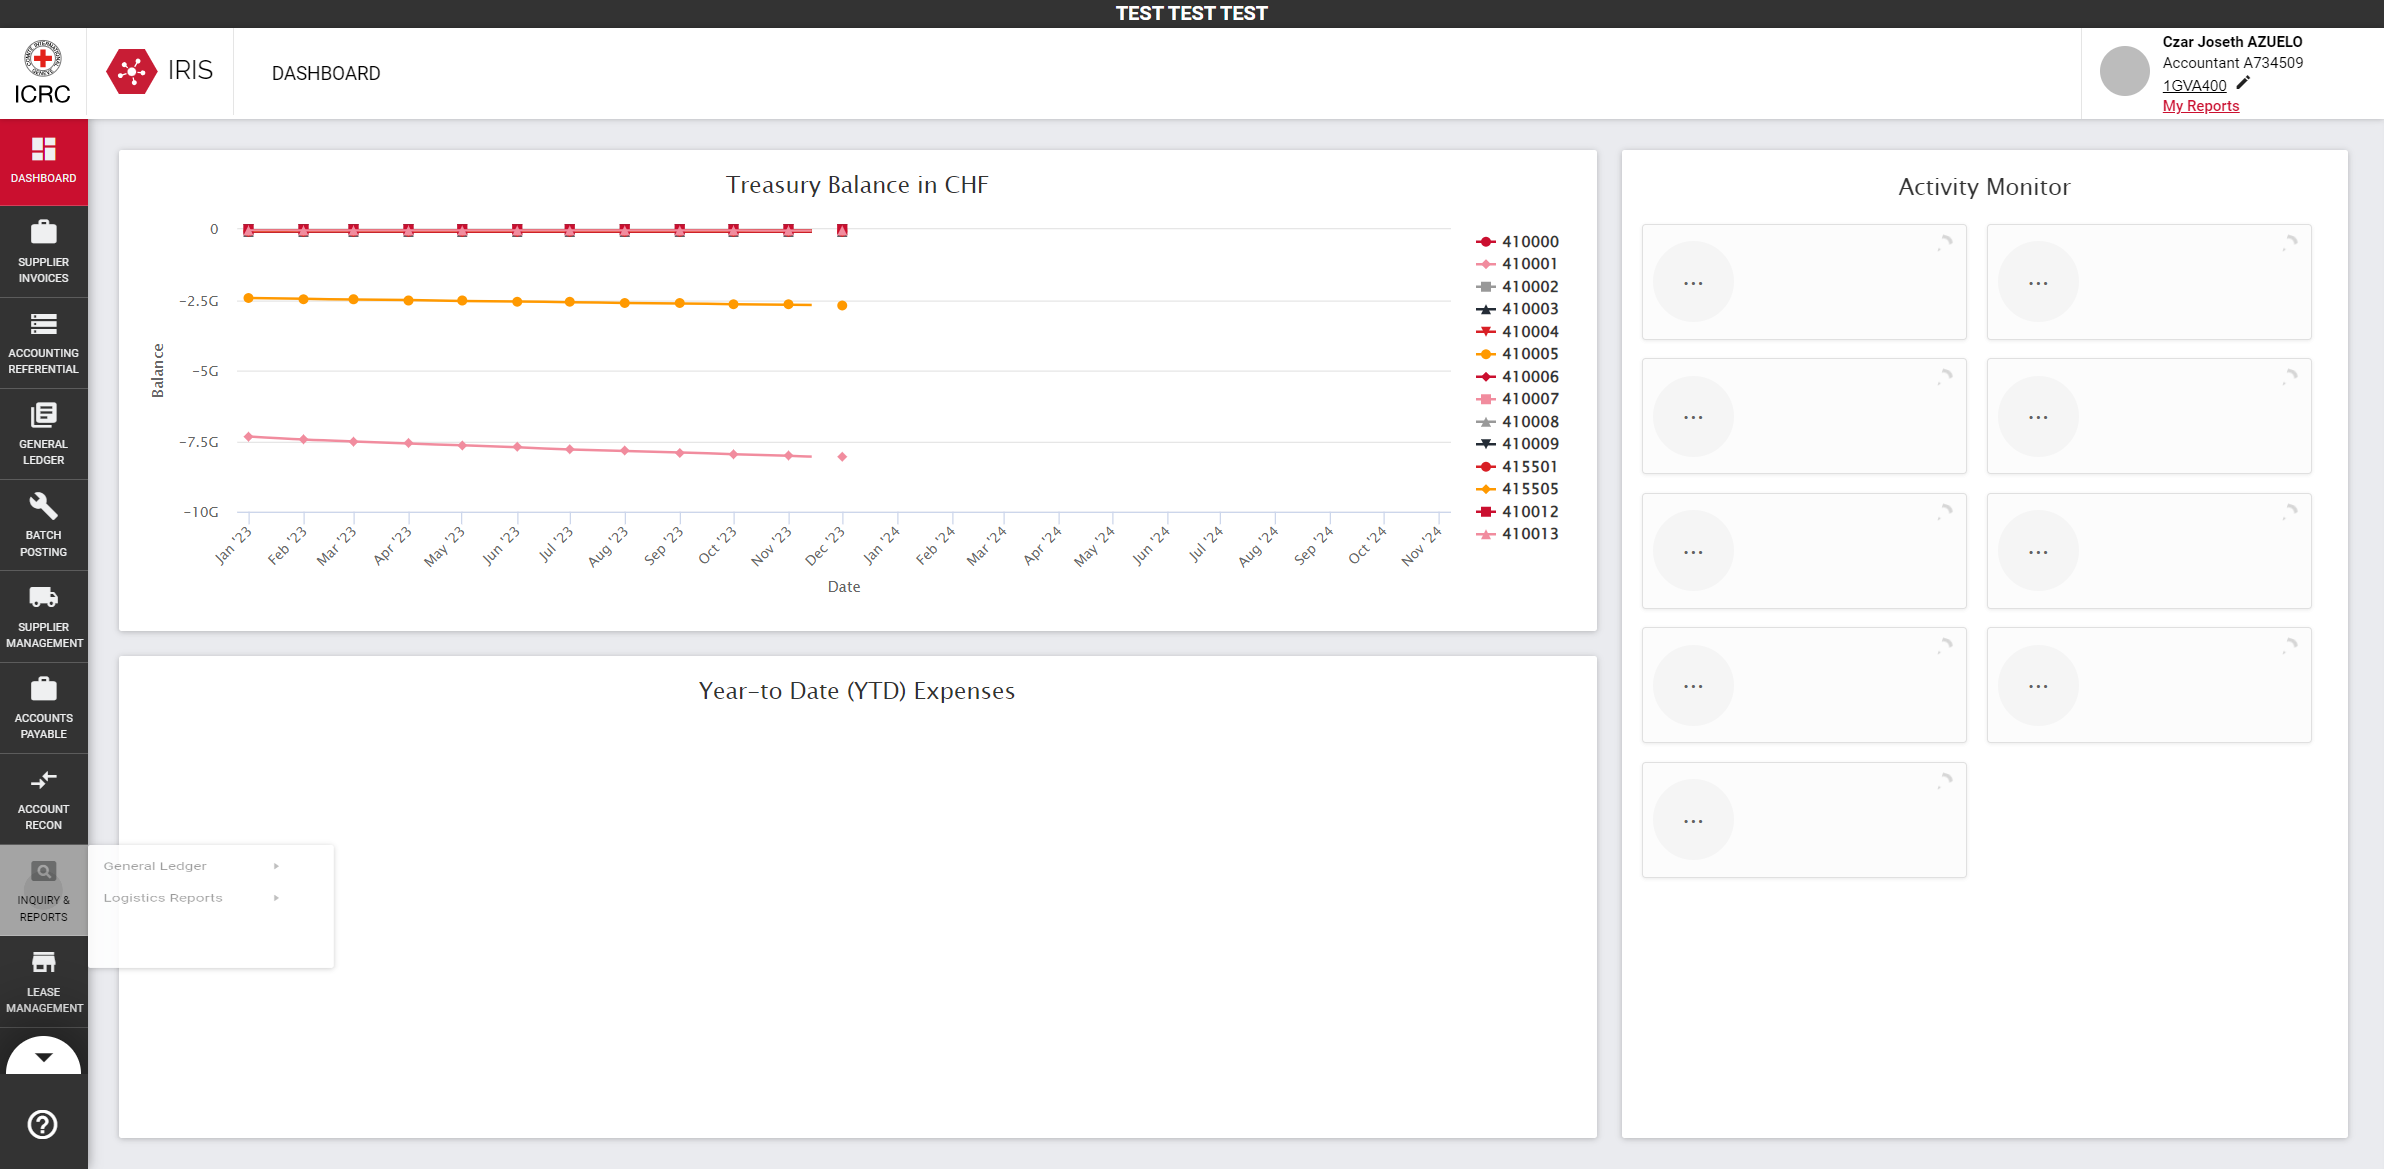 TEST TEST TEST
COMITE INTERNATIONAL GENEVE
ICRC
IRIS
DASHBOARD
Czar Joseth AZUELO
Accountant A734509
1GVA400
My Reports
DASHBOARD
SUPPLIER
INVOICES
ACCOUNTING
REFERENTIAL
GENERAL
LEDGER
BATCH
POSTING
SUPPLIER
MANAGEMENT
ACCOUNTS
PAYABLE
ACCOUNT
RECON
INQUIRY &
REPORTS
LEASE
MANAGEMENT
General Ledger
Logistics Reports
Treasury Balance in CHF
Balance
0
-2.5G
-5G
-7.5G
-10G
Jan '23
Feb '23
Mar '23
Apr '23
May '23
Jun '23
Jul '23
Aug '23
Sep '23
Oct '23
Nov '23
Dec '23
Jan '24
Feb '24
Mar '24
Apr '24
May '24
Jun '24
Jul '24
Aug '24
Sep '24
Oct '24
Nov '24
Date
410000
410001
410002
410003
410004
410005
410006
410007
410008
410009
415501
415505
410012
410013
Year-to Date (YTD) Expenses
Activity Monitor
...
...
...
...
...
...
...
...
...